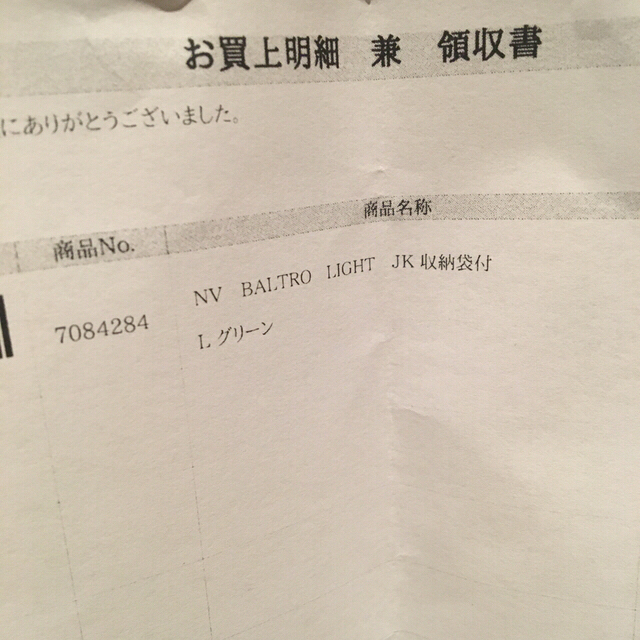 お買上明細 兼 領収書
にありがとうございました。
商品No. 商品名称
7084284 NV BALTRO LIGHT JK 収納袋付
L グリーン